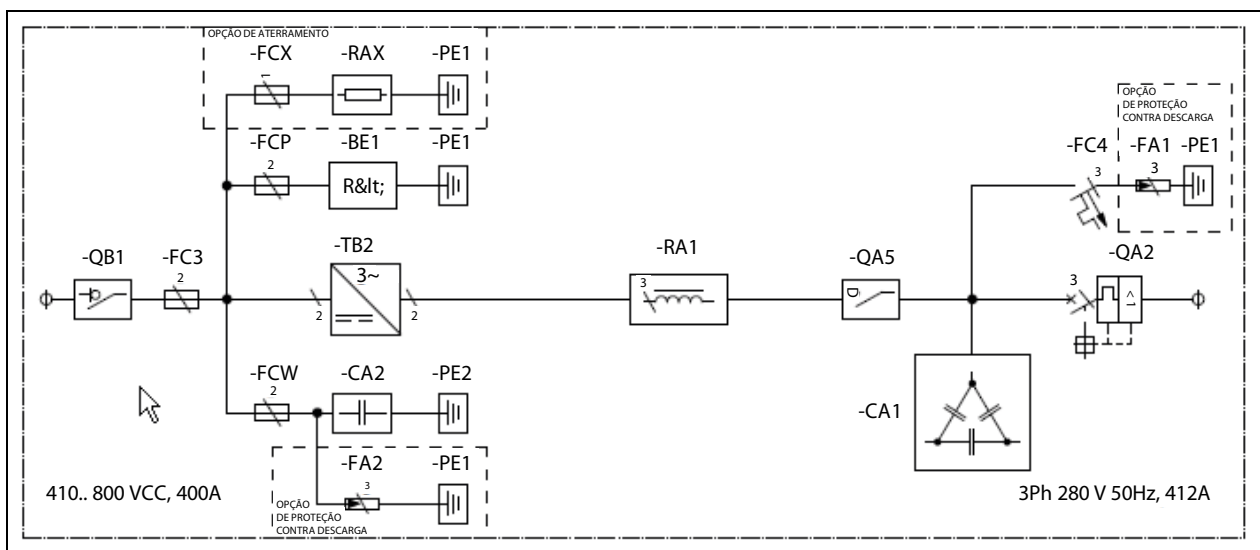 OPÇÃO DE ATERRAMENTO
-FCX -RAX -PE1
1
-FCP -BE1 -PE1
2
R&lt;
OPÇÃO
DE PROTEÇÃO
CONTRA DESCARGA
-FC4 -FA1 -PE1
3 3
-QB1 -FC3 -TB2 -RA1 -QA5 -QA2
2 3~ 3 D 3 <1
2 2
-FCW -CA2 -PE2
2
-CA1
-FA2 -PE1
3
OPÇÃO
DE PROTEÇÃO
CONTRA DESCARGA
410.. 800 VCC, 400A
3Ph 280 V 50Hz, 412A